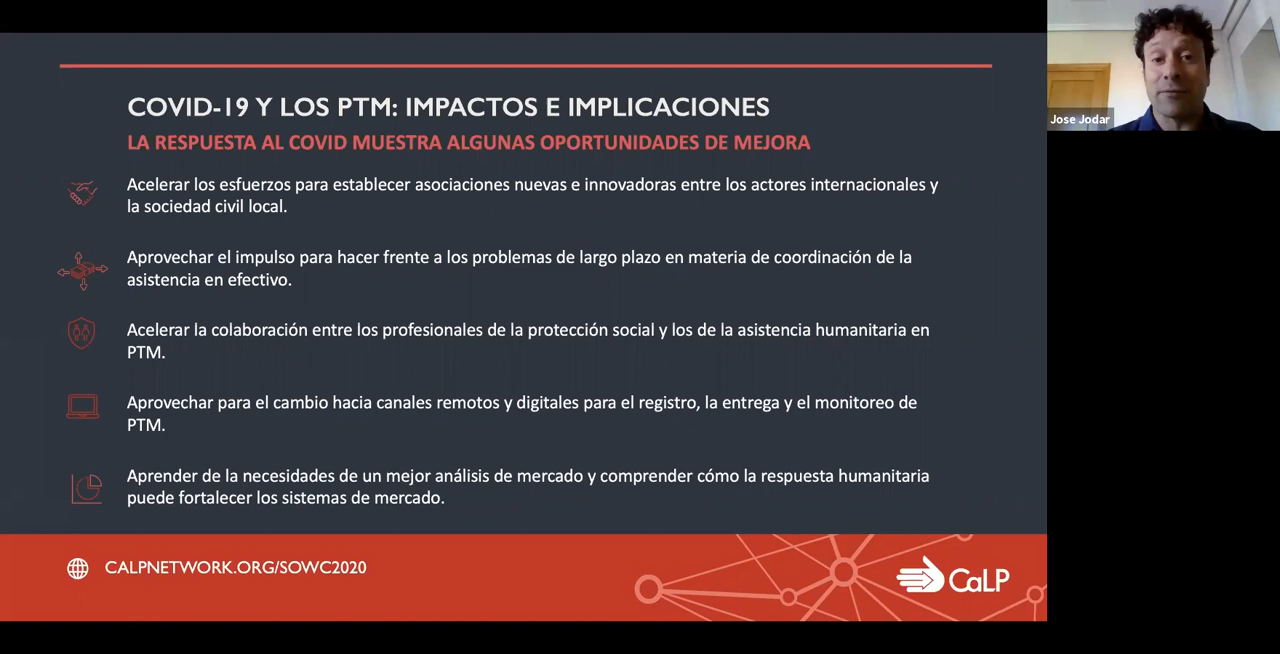 COVID-19 Y LOS PTM: IMPACTOS E IMPLICACIONES
LA RESPUESTA AL COVID MUESTRA ALGUNAS OPORTUNIDADES DE MEJORA
Acelerar los esfuerzos para establecer asociaciones nuevas e innovadoras entre los actores internacionales y
la sociedad civil local.
Aprovechar el impulso para hacer frente a los problemas de largo plazo en materia de coordinación de la
asistencia en efectivo.
Acelerar la colaboración entre los profesionales de la protección social y los de la asistencia humanitaria en
PTM.
Aprovechar para el cambio hacia canales remotos y digitales para el registro, la entrega y el monitoreo de
PTM.
Aprender de la necesidades de un mejor análisis de mercado y comprender cómo la respuesta humanitaria
puede fortalecer los sistemas de mercado.
CALPNETWORK.ORG/SOWC2020
CaLP
Jose Jodar